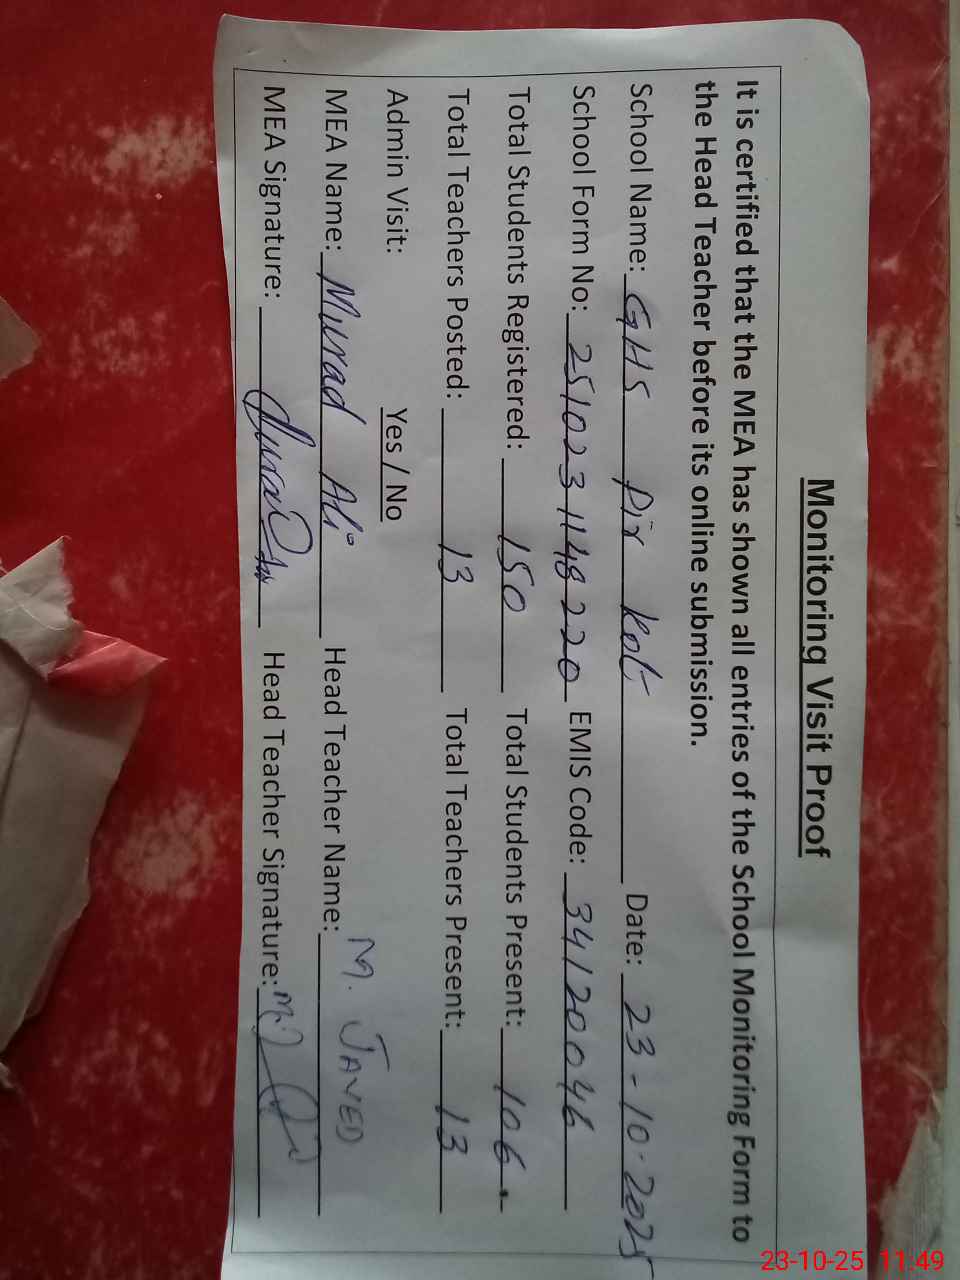 Monitoring Visit Proof
It is certified that the MEA has shown all entries of the School Monitoring Form to
the Head Teacher before its online submission.
School Name: GHS Pir Kot Date: 23-10-2025
School Form No: 2510231148220 EMIS Code: 34120046
Total Students Registered: 150 Total Students Present: 106
Total Teachers Posted: 13 Total Teachers Present: 13
Admin Visit: Yes / No
MEA Name: Murad Ali Head Teacher Name: M. JAVED
MEA Signature: Head Teacher Signature:
23-10-25 11:49